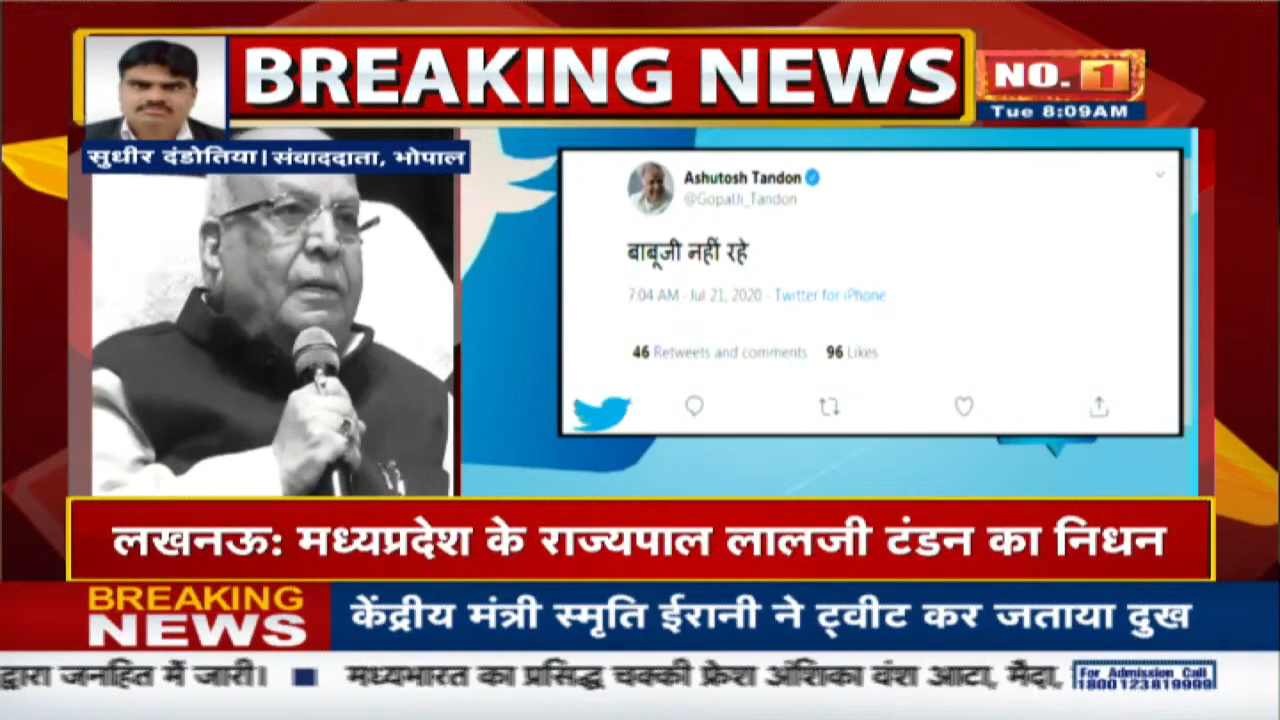 BREAKING NEWS
NO. 1
Tue 8:09AM
सुधीर दंडोतिया|संवाददाता, भोपाल
Ashutosh Tandon
@GopalJi_Tandon
बाबूजी नहीं रहे
7:04 AM · Jul 21, 2020 · Twitter for iPhone
46 Retweets and comments 96 Likes
लखनऊ: मध्यप्रदेश के राज्यपाल लालजी टंडन का निधन
BREAKING NEWS
केंद्रीय मंत्री स्मृति ईरानी ने ट्वीट कर जताया दुख
द्वारा जनहित में जारी। मध्यभारत का प्रसिद्ध चक्की फ्रेश अंशिका वंश आटा, मैदा,
For Admission Call
1800123819999